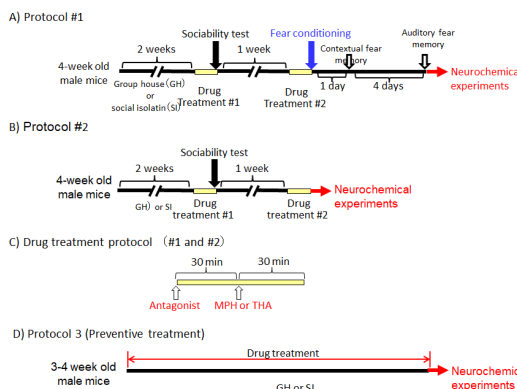 A) Protocol #1
Sociability test
Fear conditioning
Auditory fear
memory
2 weeks
1 week
Contextual fear
memory
4-week old
male mice
Group house(GH)
or
social isolatin(SI)
Drug
Treatment #1
Drug
Treatment #2
1 day
4 days
Neurochemical
experiments
B) Protocol #2
Sociability test
2 weeks
1 week
4-week old
male mice
GH) or SI
Drug
treatment #1
Drug
treatment #2
Neurochemical
experiments
C) Drug treatment protocol (#1 and #2)
30 min
30 min
Antagonist
MPH or THA
D) Protocol 3 (Preventive treatment)
Drug treatment
3-4 week old
male mice
GH or SI
Neurochemic
experiments